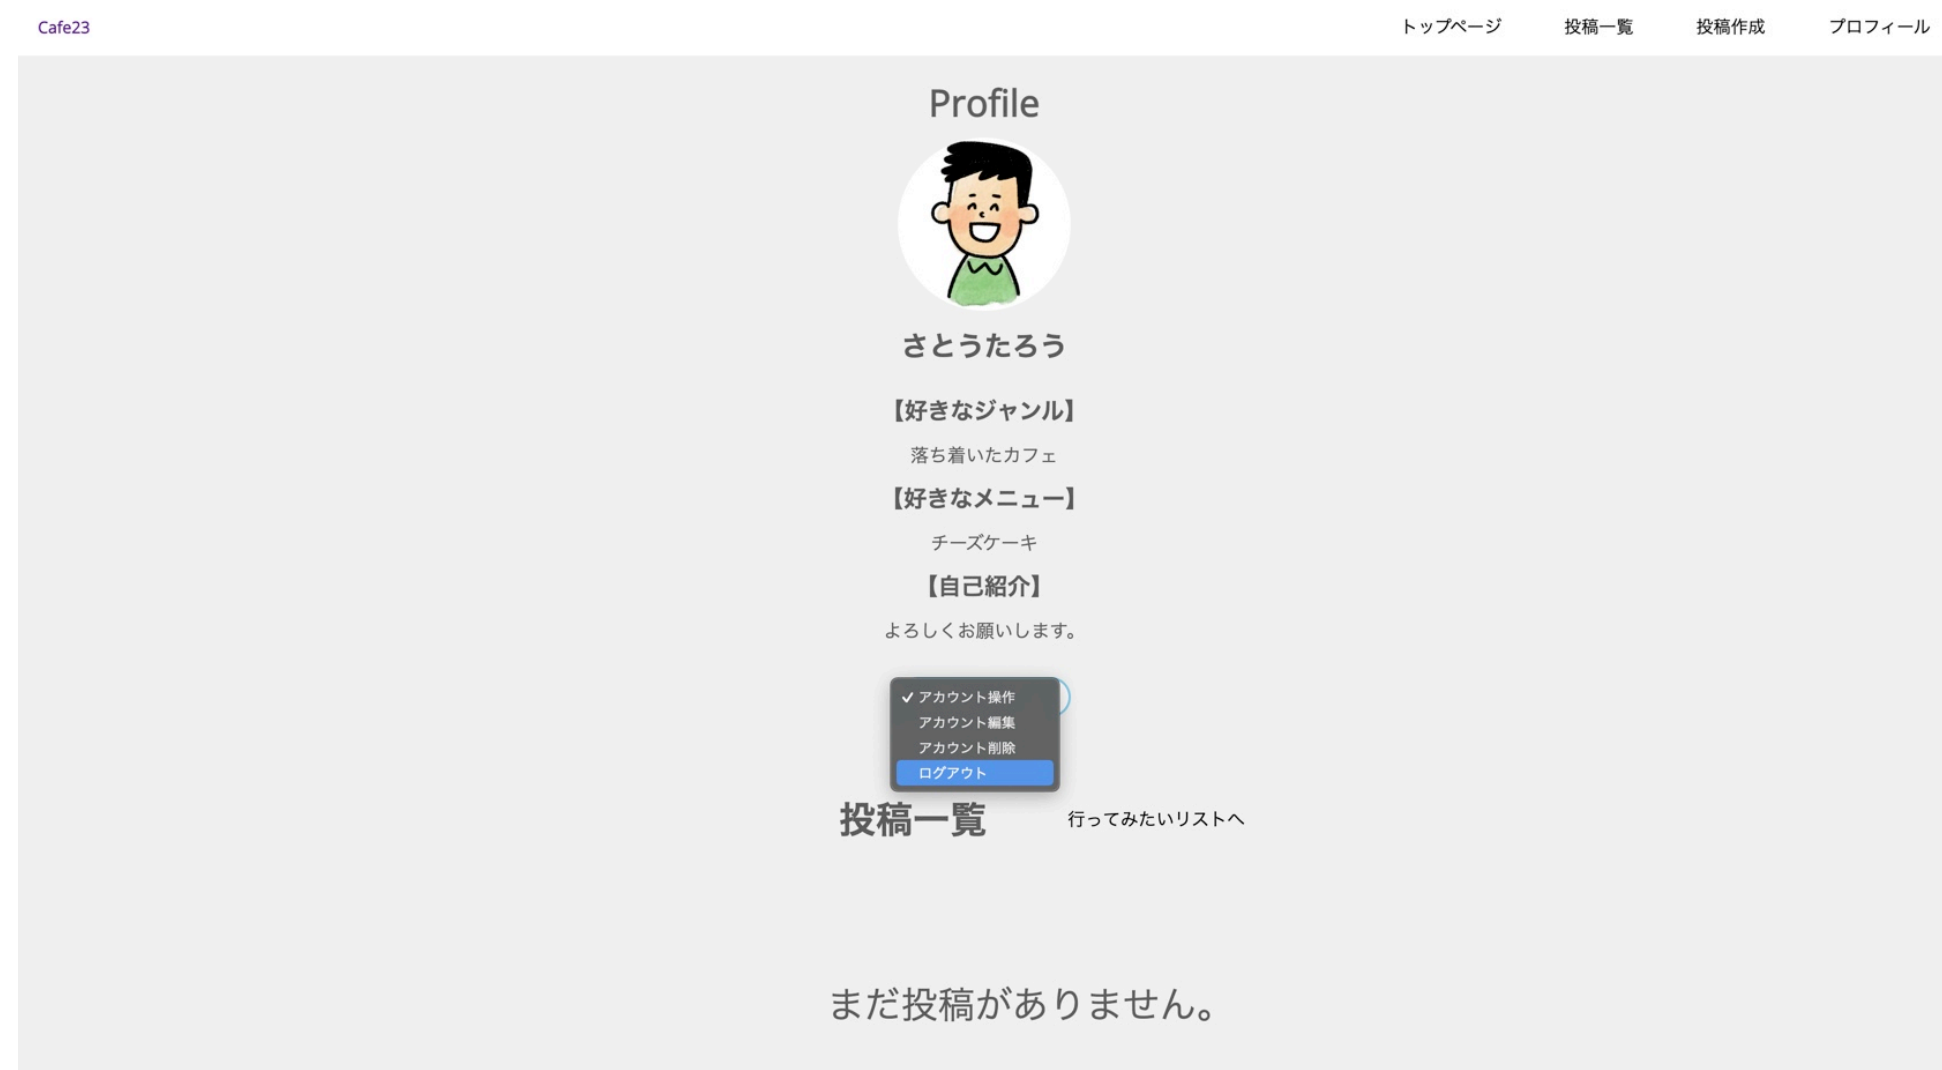 Cafe23
トップページ
投稿一覧
投稿作成
プロフィール
Profile
さとうたろう
【好きなジャンル】
落ち着いたカフェ
【好きなメニュー】
チーズケーキ
【自己紹介】
よろしくお願いします。
✓ アカウント操作
アカウント編集
アカウント削除
ログアウト
投稿一覧
行ってみたいリストへ
まだ投稿がありません。